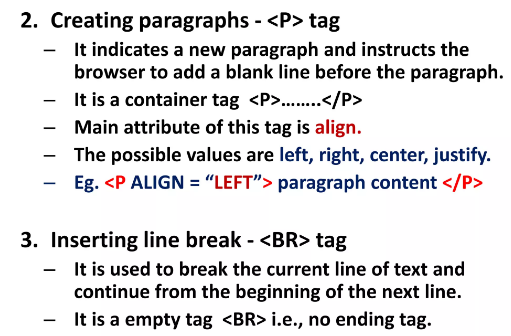 2. Creating paragraphs - <P> tag
– It indicates a new paragraph and instructs the
browser to add a blank line before the paragraph.
– It is a container tag <P>........</P>
– Main attribute of this tag is align.
– The possible values are left, right, center, justify.
– Eg. <P ALIGN = “LEFT”> paragraph content </P>
3. Inserting line break - <BR> tag
– It is used to break the current line of text and
continue from the beginning of the next line.
– It is a empty tag <BR> i.e., no ending tag.